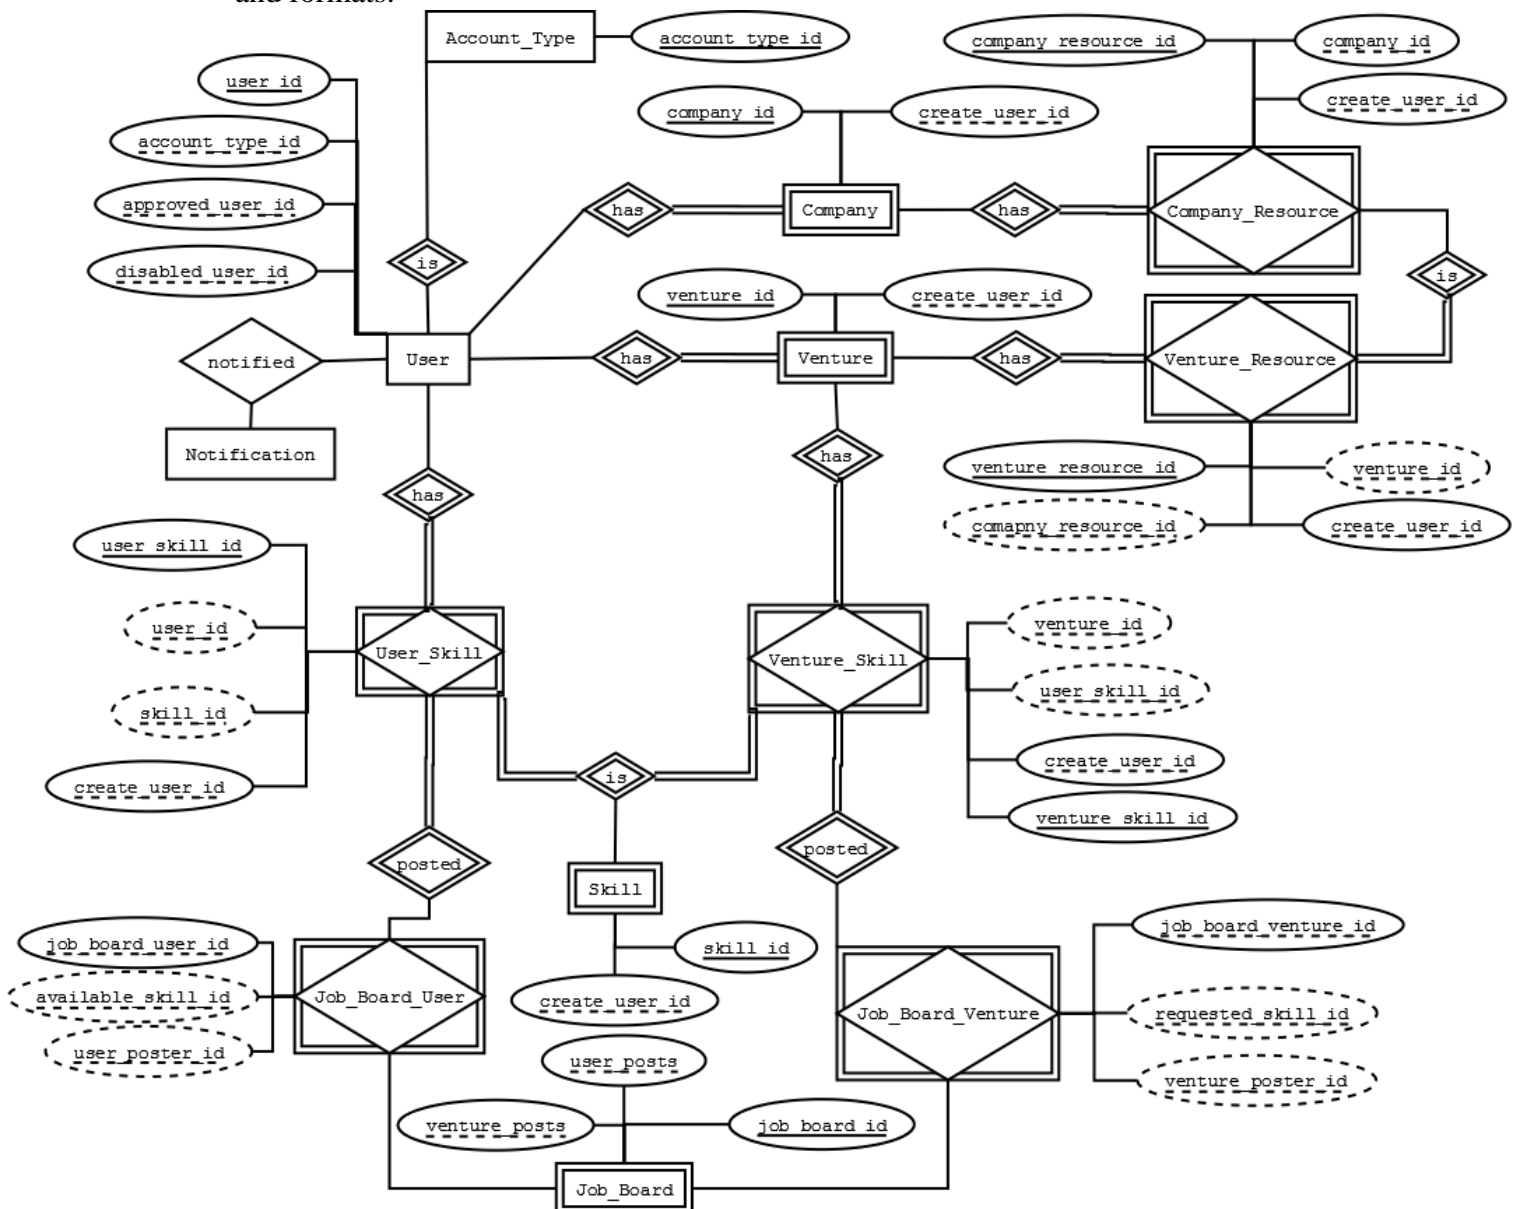 and formats.
Account_Type
account_type_id
company_resource_id
company_id
user_id
create_user_id
company_id
create_user_id
account_type_id
approved_user_id
has
Company
has
Company_Resource
disabled_user_id
is
is
venture_id
create_user_id
notified
User
has
Venture
has
Venture_Resource
Notification
has
venture_resource_id
venture_id
has
comapny_resource_id
create_user_id
user_skill_id
user_id
venture_id
User_Skill
Venture_Skill
user_skill_id
skill_id
create_user_id
is
create_user_id
venture_skill_id
posted
posted
Skill
job_board_user_id
skill_id
job_board_venture_id
available_skill_id
Job_Board_User
create_user_id
Job_Board_Venture
requested_skill_id
user_poster_id
user_posts
venture_poster_id
venture_posts
job_board_id
Job_Board